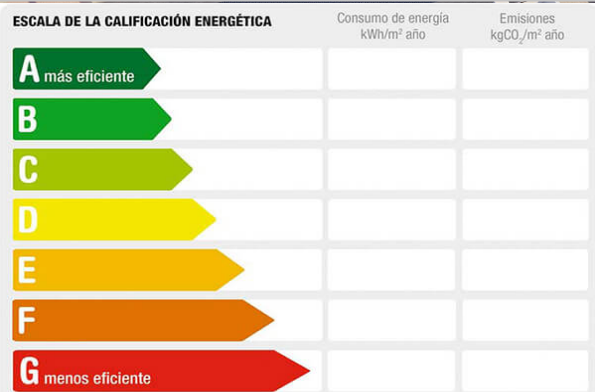 ESCALA DE LA CALIFICACIÓN ENERGÉTICA
Consumo de energía
kWh/m² año
Emisiones
kgCO₂/m² año
A más eficiente
B
C
D
E
F
G menos eficiente